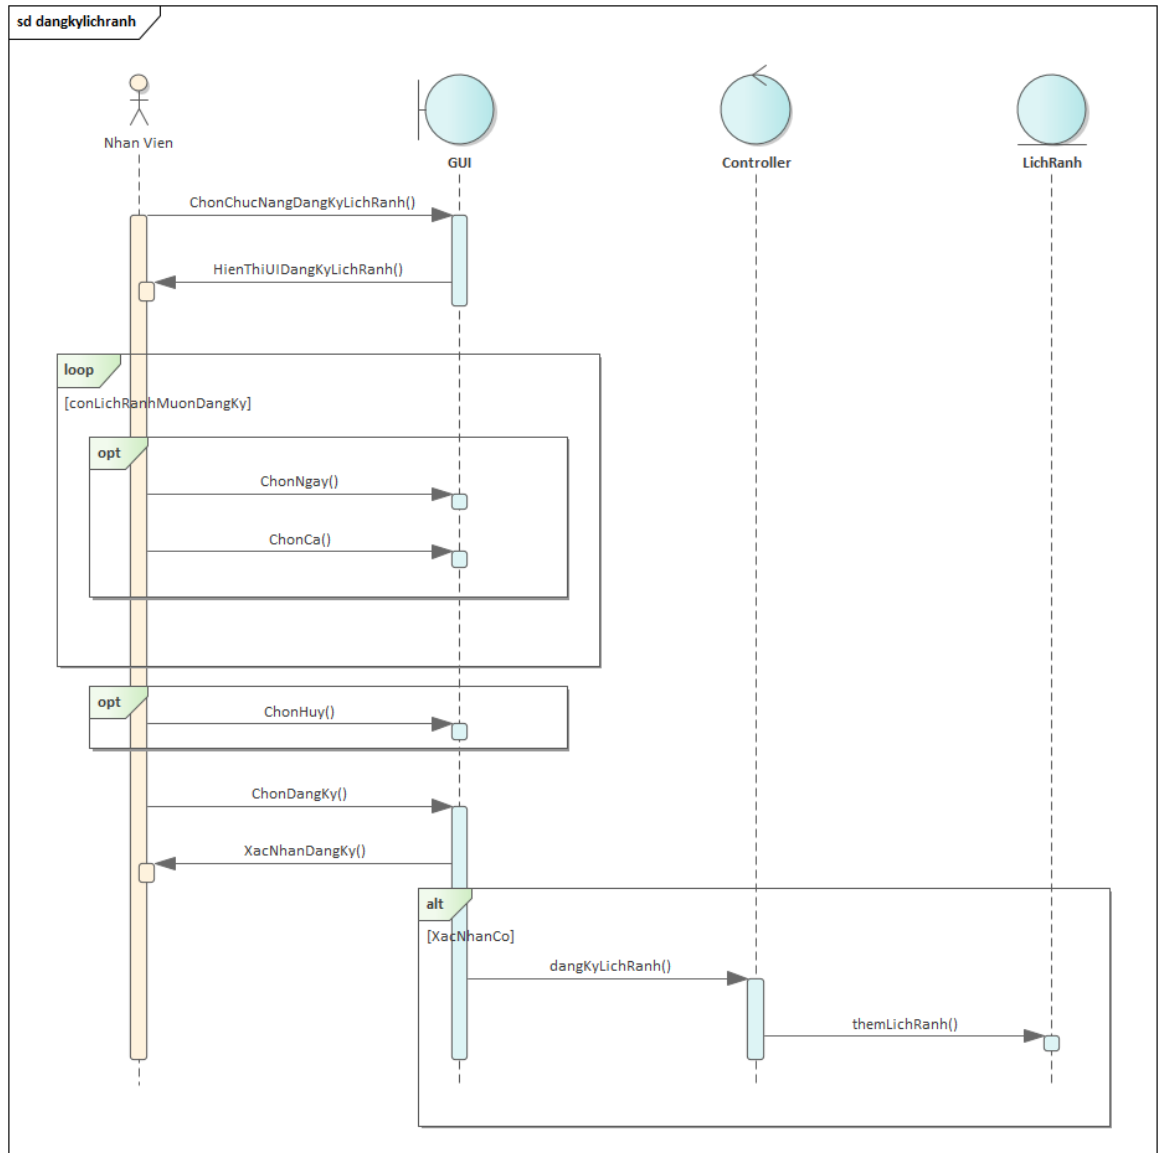 sd dangkylichranh
Nhan Vien
GUI
Controller
LichRanh
ChonChucNangDangKyLichRanh()
HienThiUIDangKyLichRanh()
loop
[conLichRanhMuonDangKy]
opt
ChonNgay()
ChonCa()
opt
ChonHuy()
ChonDangKy()
XacNhanDangKy()
alt
[XacNhanCo]
dangKyLichRanh()
themLichRanh()